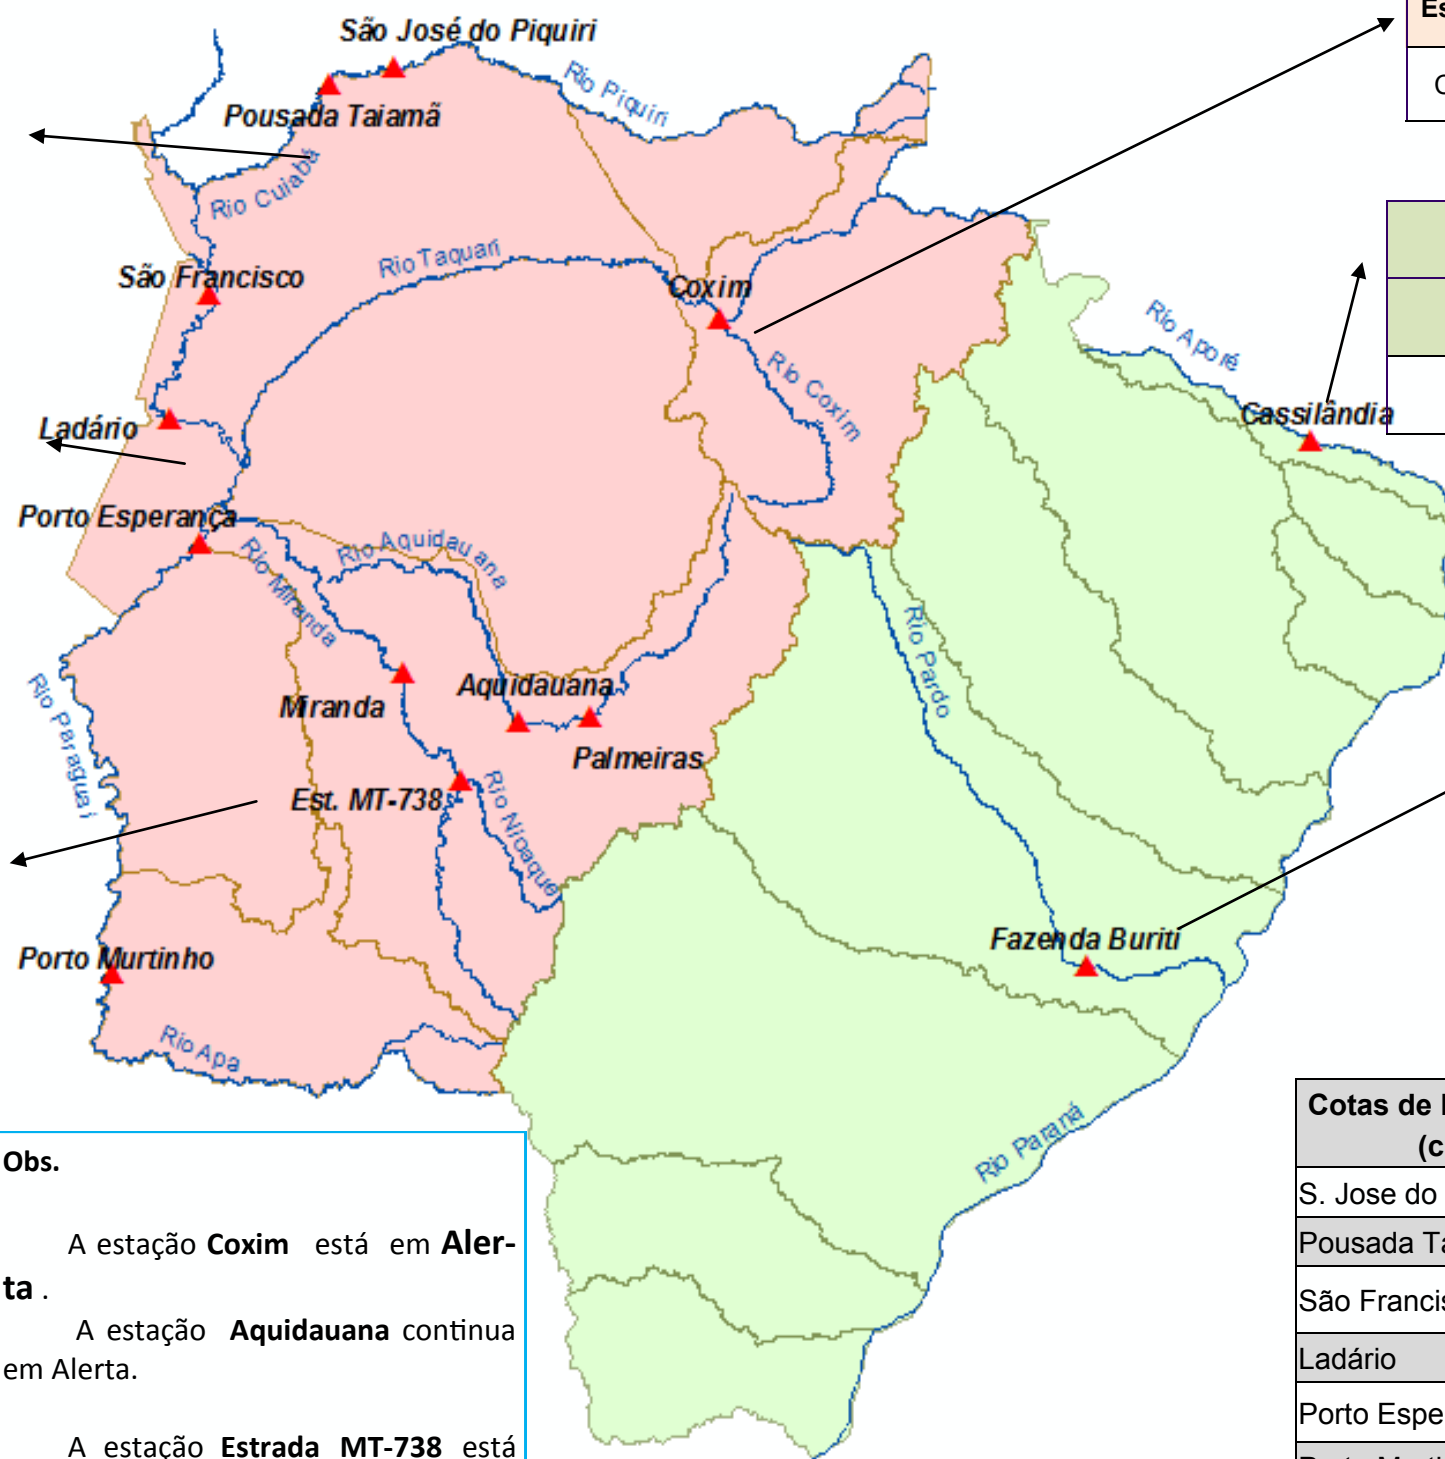 São José do Piquiri
Rio Piquiri
Pousada Taiamã
Rio Cuiabá
São Francisco
Rio Taquari
Coxim
Rio Coxim
Rio Aporé
Cassilândia
Ladário
Porto Esperança
Rio Miranda
Rio Aquidauana
Rio Pardo
Miranda
Aquidauana
Palmeiras
Rio Paraguai
Est. MT-738
Rio Nioaque
Fazenda Buriti
Porto Murtinho
Rio Apa
Rio Paraná
Obs.
A estação Coxim está em Aler-
ta .
A estação Aquidauana continua
em Alerta.
A estação Estrada MT-738 está
Cotas de
S. Jose do
Pousada
São
Ladário
Porto